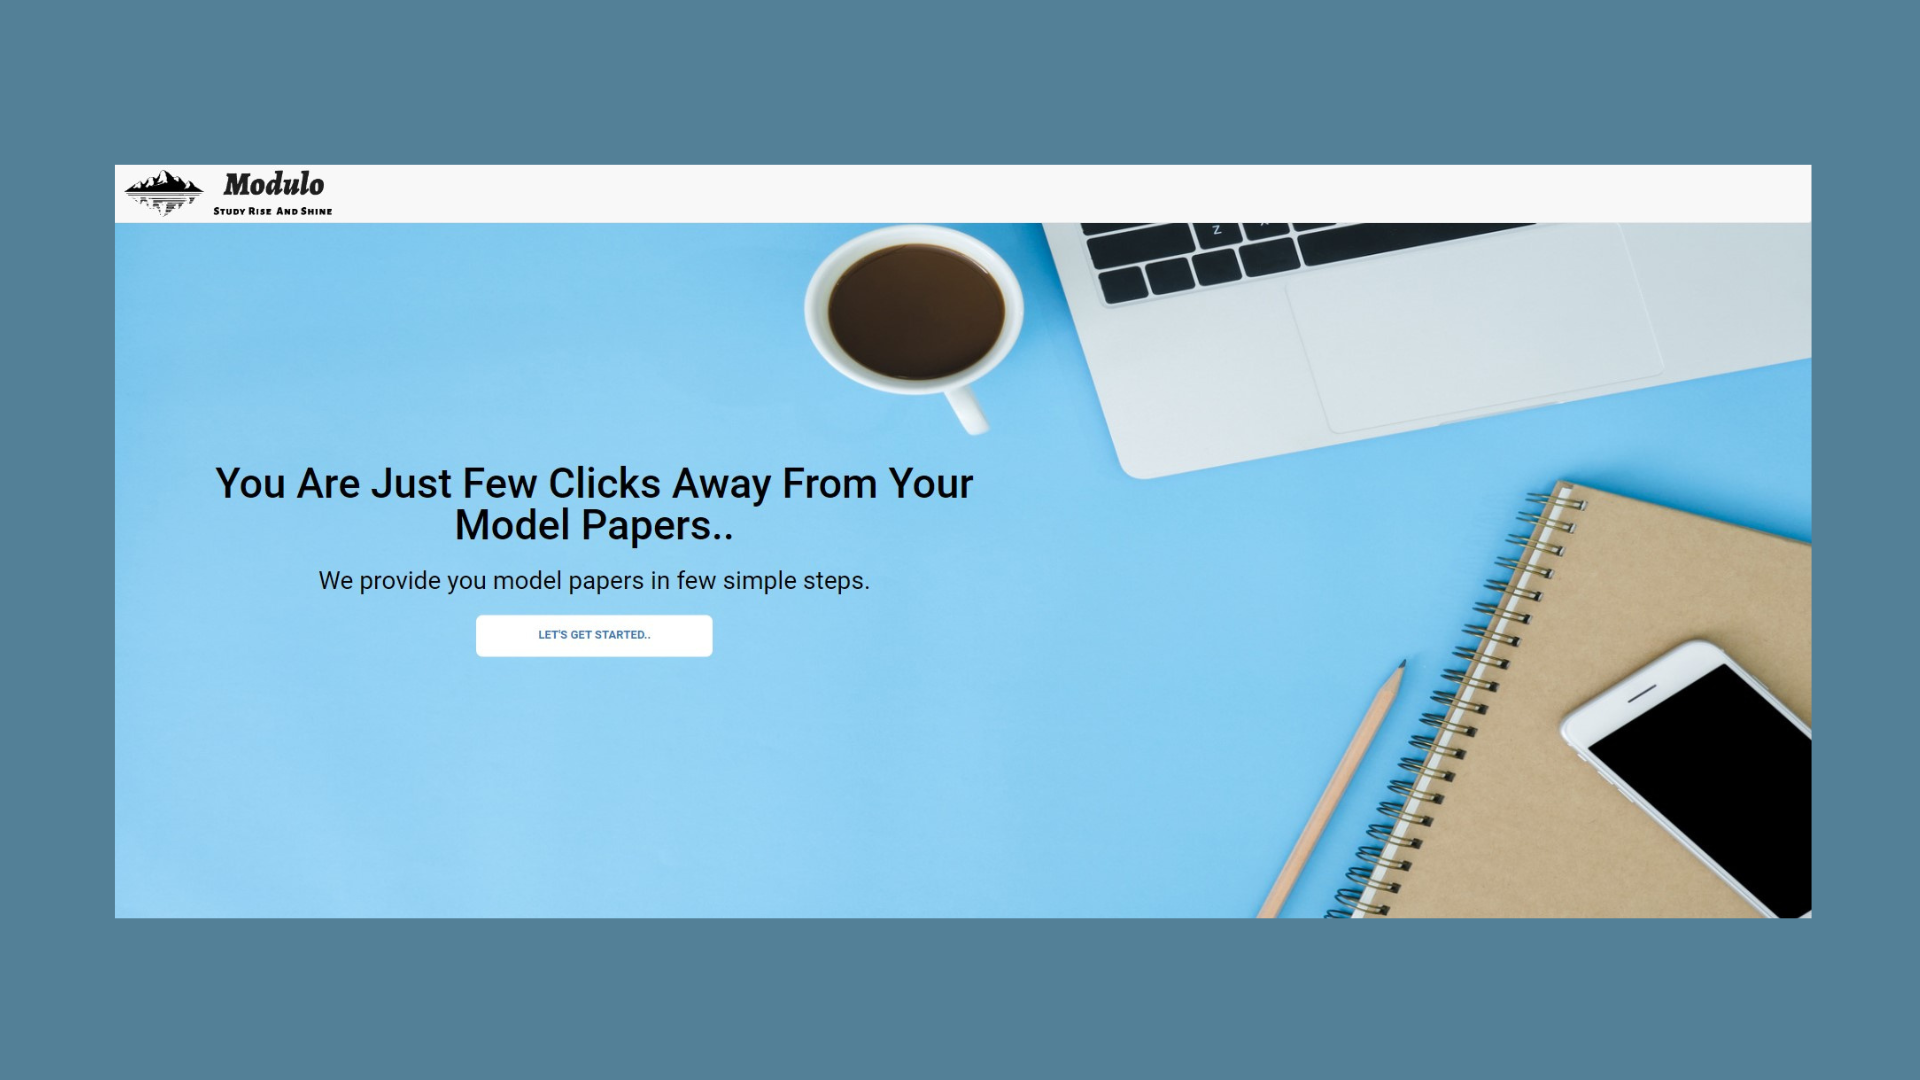 Modulo
STUDY RISE AND SHINE
Z
You Are Just Few Clicks Away From Your
Model Papers..
We provide you model papers in few simple steps.
LET'S GET STARTED..